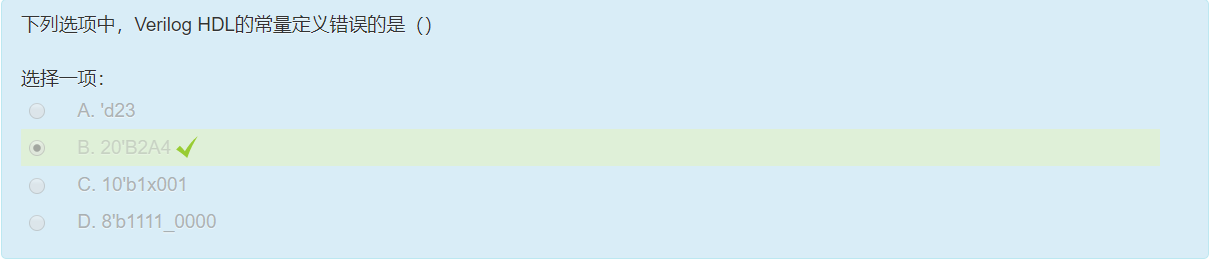 下列选项中，Verilog HDL的常量定义错误的是（）
选择一项：
A. 'd23
B. 20'B2A4
C. 10'b1x001
D. 8'b1111_0000